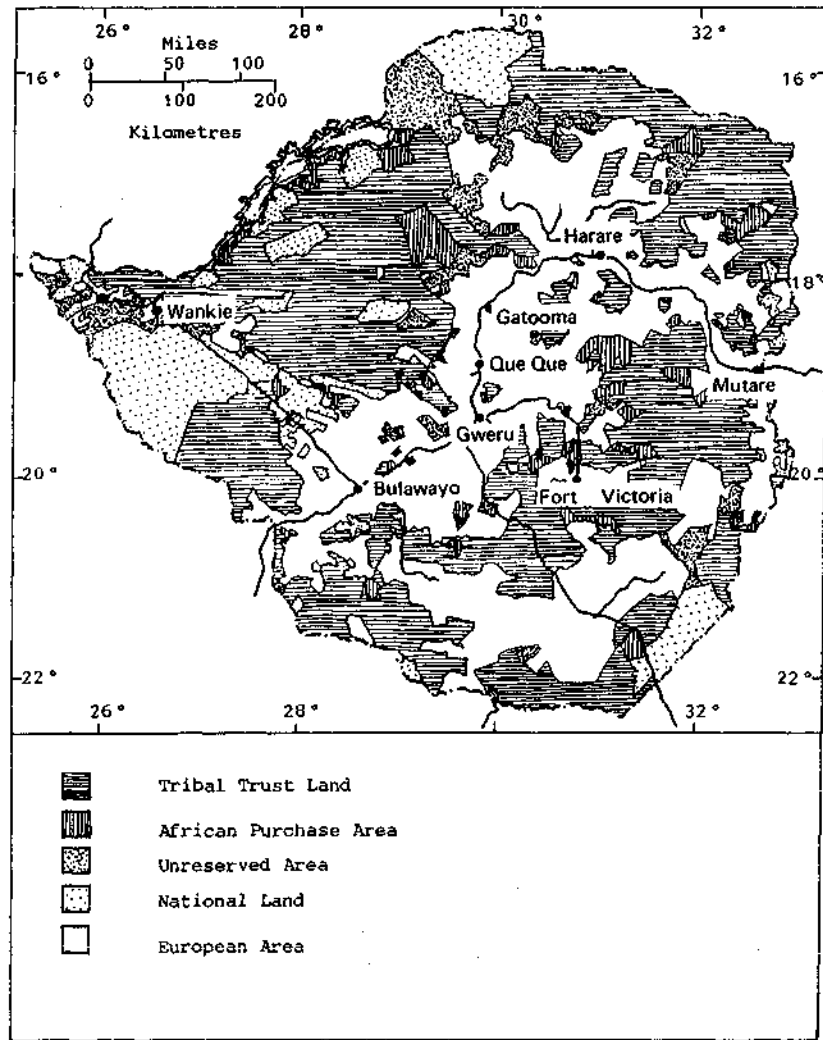 26° 28° 30° 32°
Miles
0 50 100
0 100 200
Kilometres
16° 16°
Harare
18°
Wankie
Gatooma
Que Que
Mutare
Gweru
20° 20°
Bulawayo
Fort Victoria
22° 22°
26° 28° 32°
Tribal Trust Land
African Purchase Area
Unreserved Area
National Land
European Area